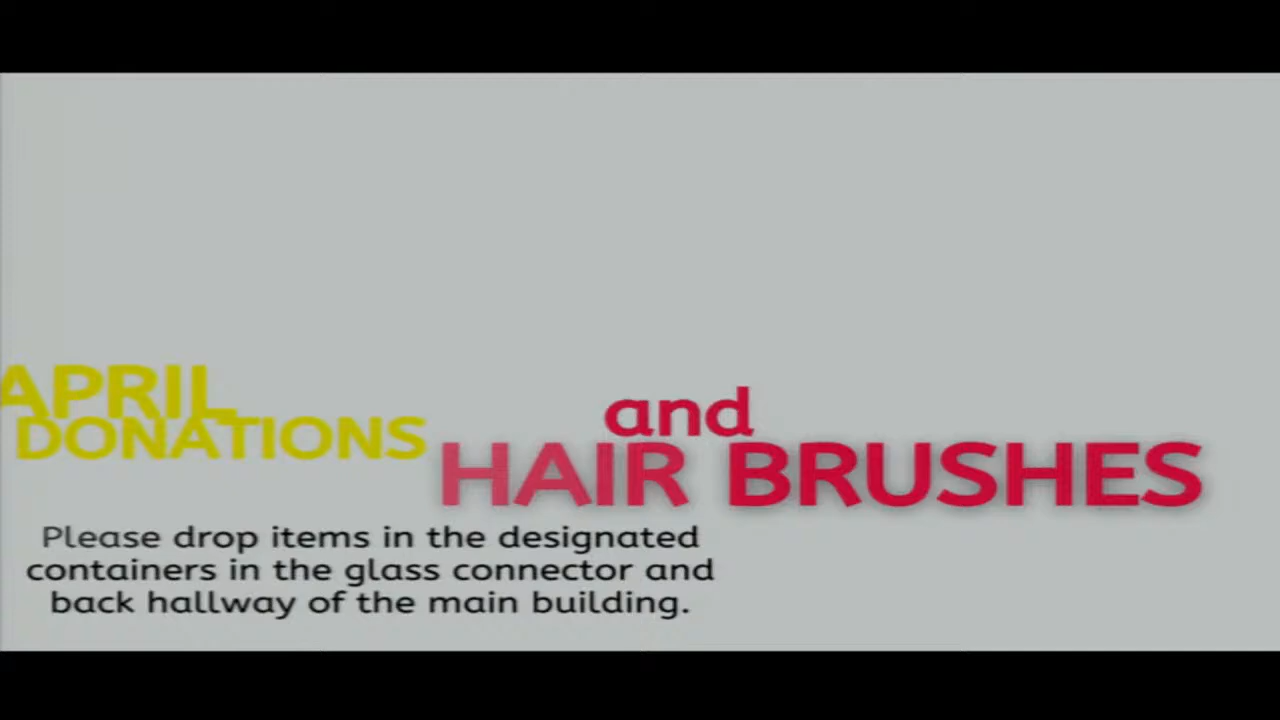 APRIL
DONATIONS
and
HAIR BRUSHES
Please drop items in the designated
containers in the glass connector and
back hallway of the main building.